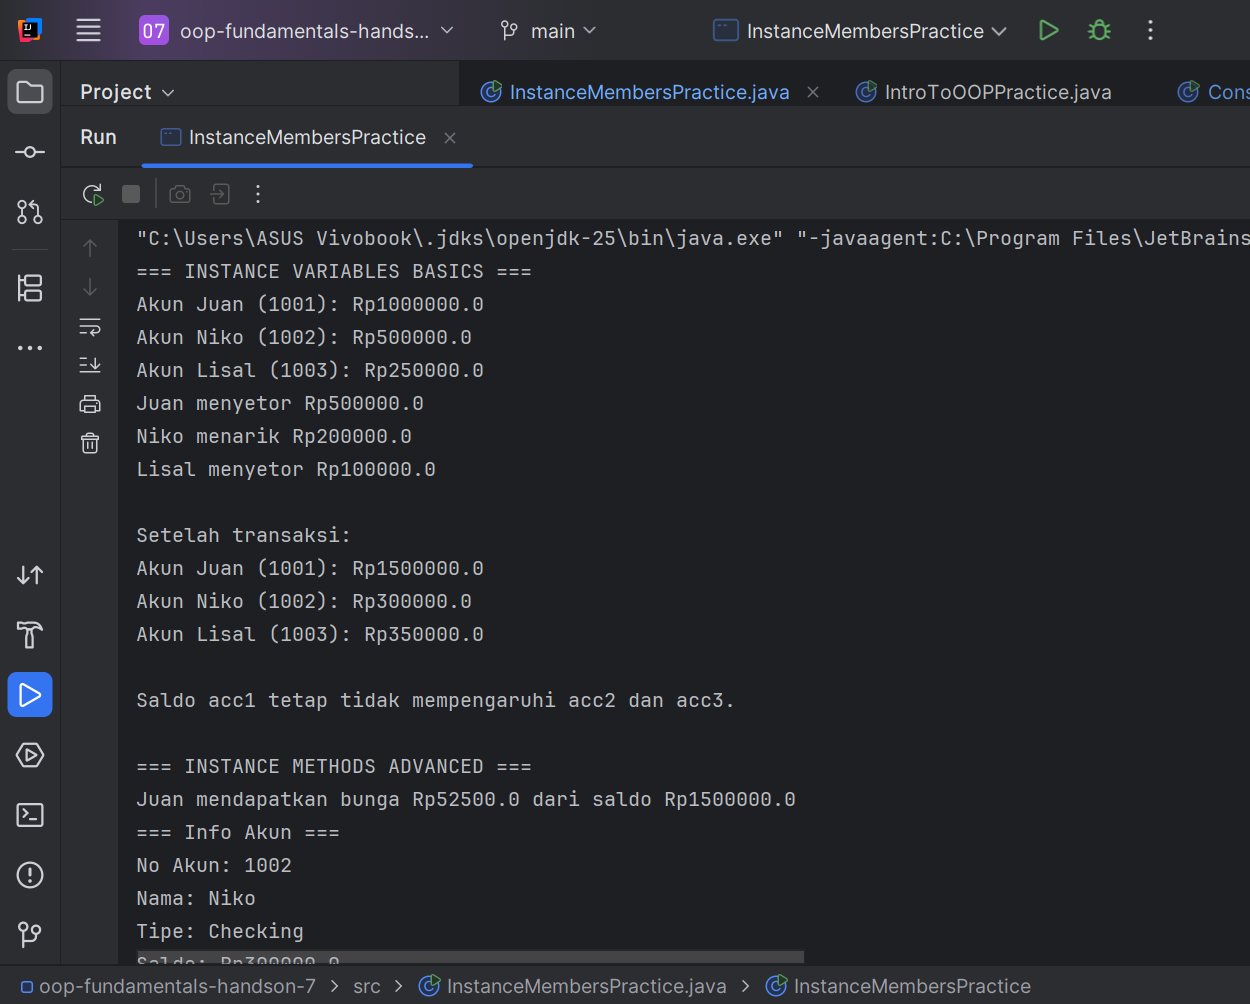 07 oop-fundamentals-hands... main InstanceMembersPractice
Project InstanceMembersPractice.java IntroToOOPPractice.java Cons
Run InstanceMembersPractice
"C:\Users\ASUS Vivobook\.jdks\openjdk-25\bin\java.exe" "-javaagent:C:\Program Files\JetBrains
=== INSTANCE VARIABLES BASICS ===
Akun Juan (1001): Rp1000000.0
Akun Niko (1002): Rp500000.0
Akun Lisal (1003): Rp250000.0
Juan menyetor Rp500000.0
Niko menarik Rp200000.0
Lisal menyetor Rp100000.0
Setelah transaksi:
Akun Juan (1001): Rp1500000.0
Akun Niko (1002): Rp300000.0
Akun Lisal (1003): Rp350000.0
Saldo acc1 tetap tidak mempengaruhi acc2 dan acc3.
=== INSTANCE METHODS ADVANCED ===
Juan mendapatkan bunga Rp52500.0 dari saldo Rp1500000.0
=== Info Akun ===
No Akun: 1002
Nama: Niko
Tipe: Checking
Saldo: Rp300000.0
oop-fundamentals-handson-7 > src > InstanceMembersPractice.java > InstanceMembersPractice